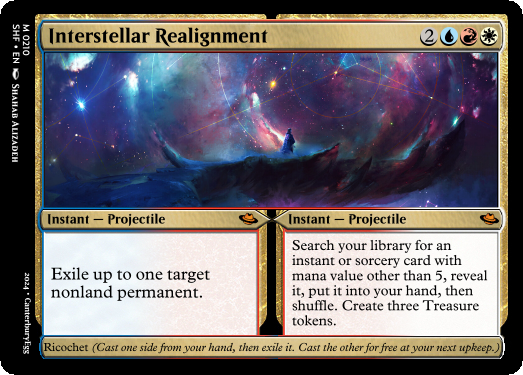 Interstellar Realignment 2
Instant — Projectile
Exile up to one target
nonland permanent.
Instant — Projectile
Search your library for an
instant or sorcery card with
mana value other than 5, reveal
it, put it into your hand, then
shuffle. Create three Treasure
tokens.
Ricochet (Cast one side from your hand, then exile it. Cast the other for free at your next upkeep.)
M 0210
SHF • EN Shahab Alizadeh
2024 • CanterburyEgg